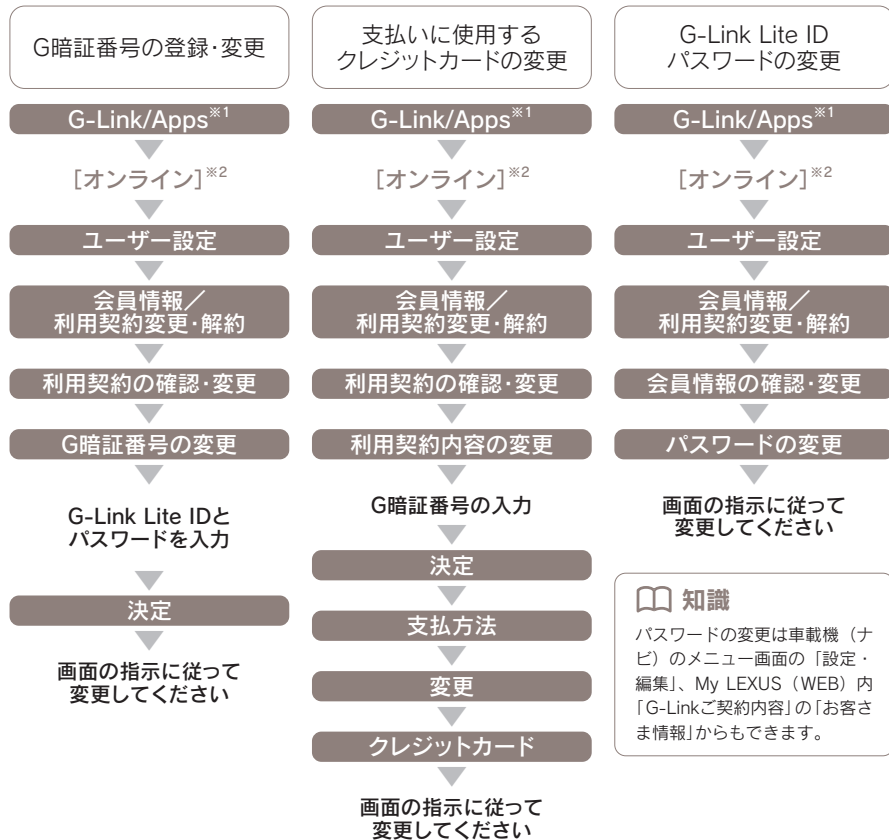 G暗証番号の登録・変更
G-Link/Apps※1
［オンライン］※2
ユーザー設定
会員情報／
利用契約変更・解約
利用契約の確認・変更
G暗証番号の変更
G-Link Lite IDと
パスワードを入力
決定
画面の指示に従って
変更してください
支払いに使用する
クレジットカードの変更
G-Link/Apps※1
［オンライン］※2
ユーザー設定
会員情報／
利用契約変更・解約
利用契約の確認・変更
利用契約内容の変更
G暗証番号の入力
決定
支払方法
変更
クレジットカード
画面の指示に従って
変更してください
G-Link Lite ID
パスワードの変更
G-Link/Apps※1
［オンライン］※2
ユーザー設定
会員情報／
利用契約変更・解約
会員情報の確認・変更
パスワードの変更
画面の指示に従って
変更してください
知識
パスワードの変更は車載機（ナ
ビ）のメニュー画面の「設定・
編集」、My LEXUS（WEB）内
「G-Linkご契約内容」の「お客さ
ま情報」からもできます。